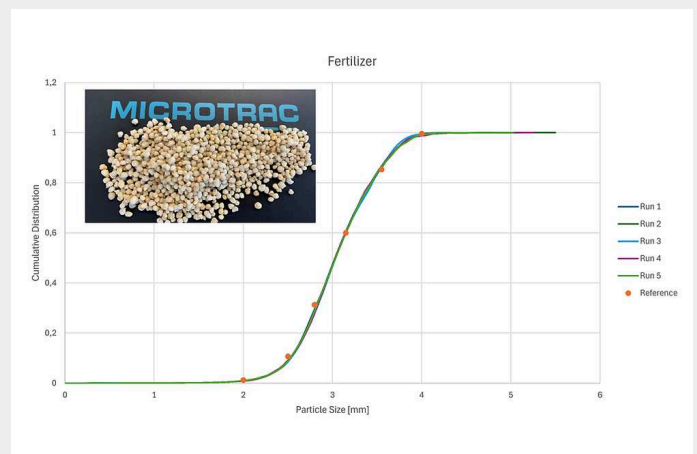 Fertilizer
1,2
1
0,8
0,6
0,4
0,2
0
Cumulative Distribution
MICROTRAC
0 1 2 3 4 5 6
Particle Size [mm]
Run 1
Run 2
Run 3
Run 4
Run 5
Reference